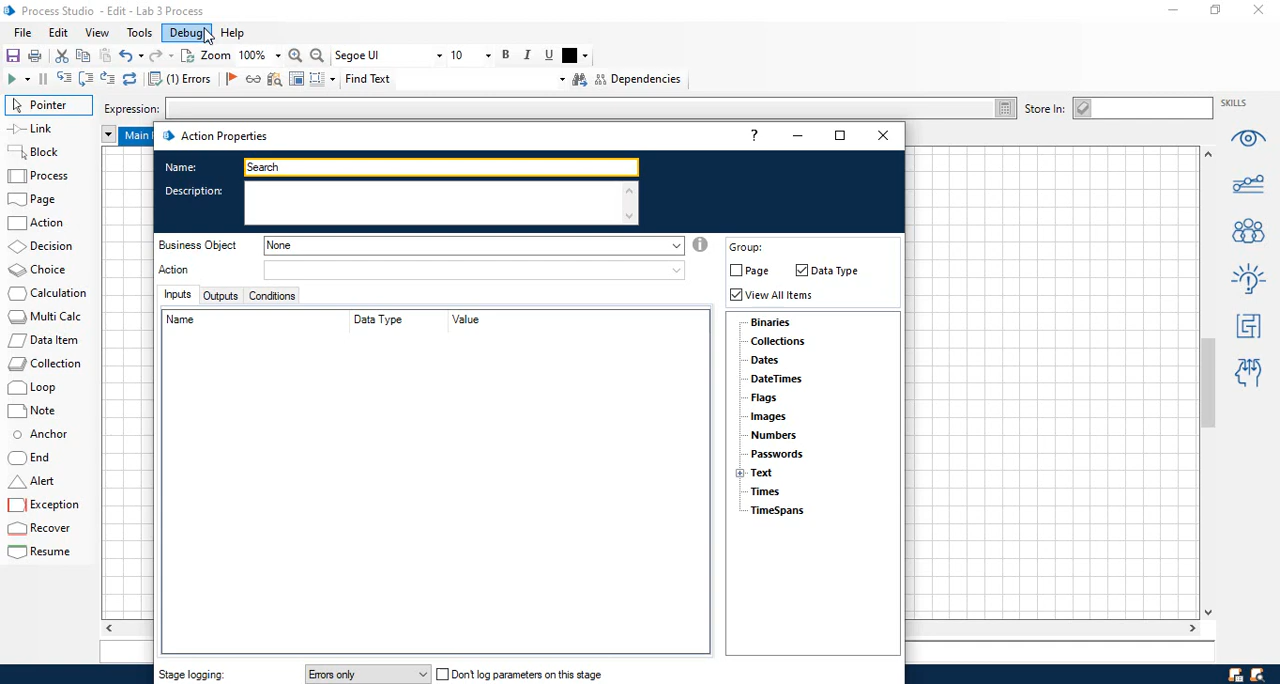 Process Studio - Edit - Lab 3 Process
File Edit View Tools Debug Help
Zoom 100% Segoe UI 10 B I U
(1) Errors Find Text Dependencies
Pointer Expression: Store In: SKILLS
Link Main
Block
Process
Page
Action
Decision
Choice
Calculation
Multi Calc
Data Item
Collection
Loop
Note
Anchor
End
Alert
Exception
Recover
Resume
Action Properties ?
Name: Search
Description:
Business Object None
Action
Inputs Outputs Conditions
Name Data Type Value
Group:
Page Data Type
View All Items
Binaries
Collections
Dates
DateTimes
Flags
Images
Numbers
Passwords
Text
Times
TimeSpans
Stage logging: Errors only Don't log parameters on this stage